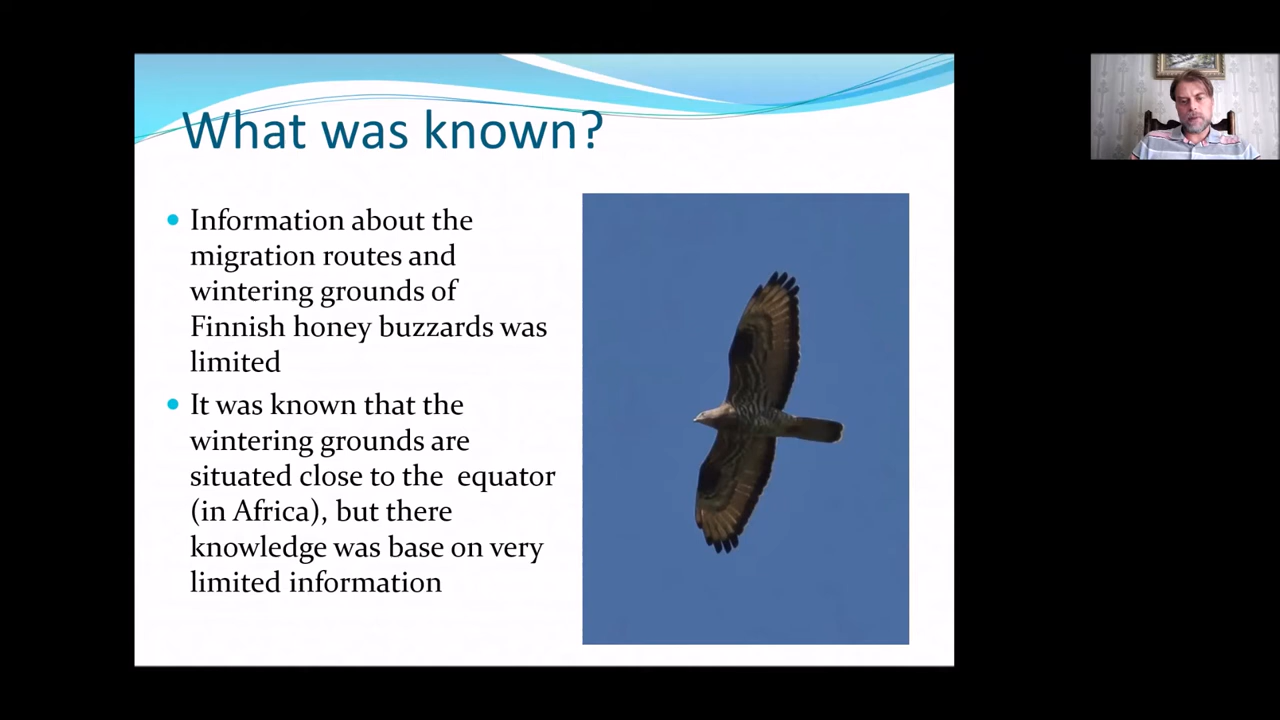 What was known?
Information about the
migration routes and
wintering grounds of
Finnish honey buzzards was
limited
It was known that the
wintering grounds are
situated close to the  equator
(in Africa), but there
knowledge was base on very
limited information